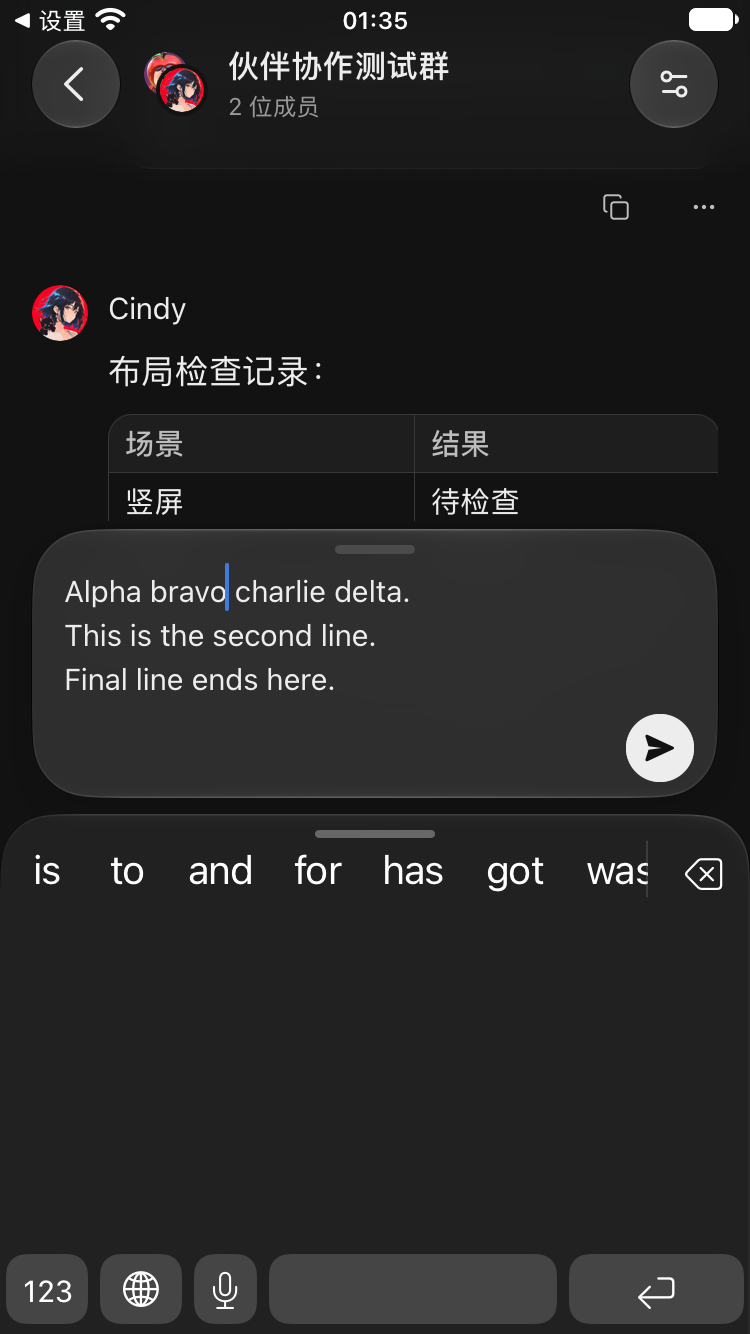 设置
01:35
伙伴协作测试群
2 位成员
Cindy
布局检查记录：
场景 结果
竖屏 待检查
Alpha bravo charlie delta.
This is the second line.
Final line ends here.
is to and for has got was
123